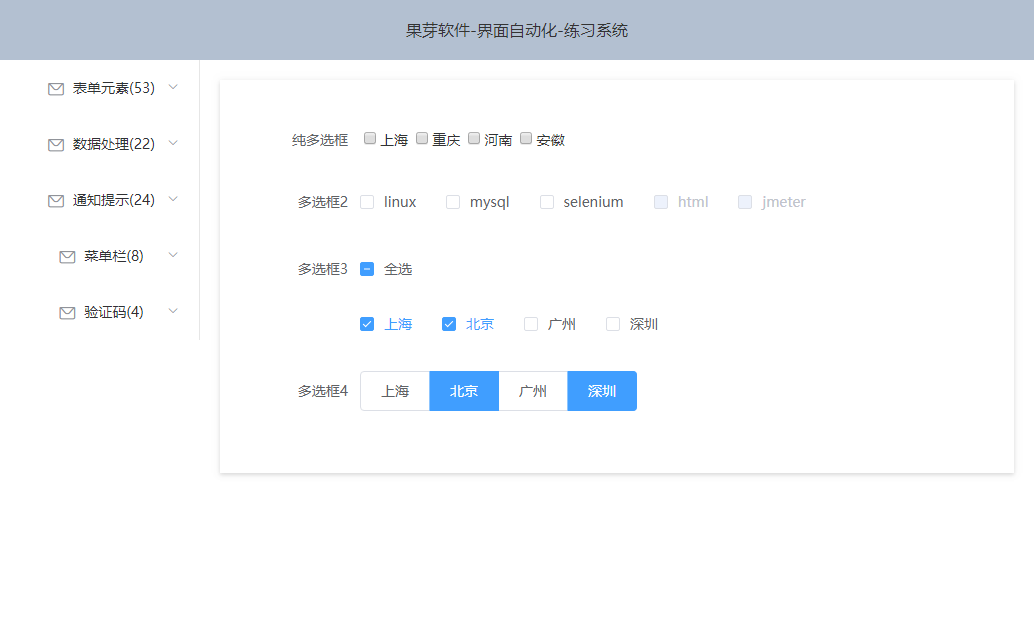 果芽软件-界面自动化-练习系统
表单元素(53)
数据处理(22)
通知提示(24)
菜单栏(8)
验证码(4)
纯多选框 上海 重庆 河南 安徽
多选框2 linux mysql selenium html jmeter
多选框3 全选
上海 北京 广州 深圳
多选框4 上海 北京 广州 深圳